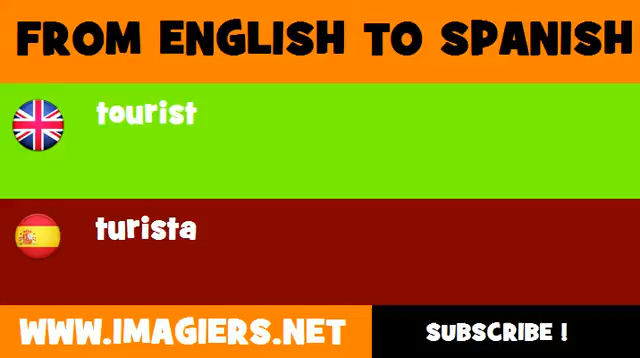 FROM ENGLISH TO SPANISH
tourist
turista
WWW.IMAGIERS.NET
SUBSCRIBE !